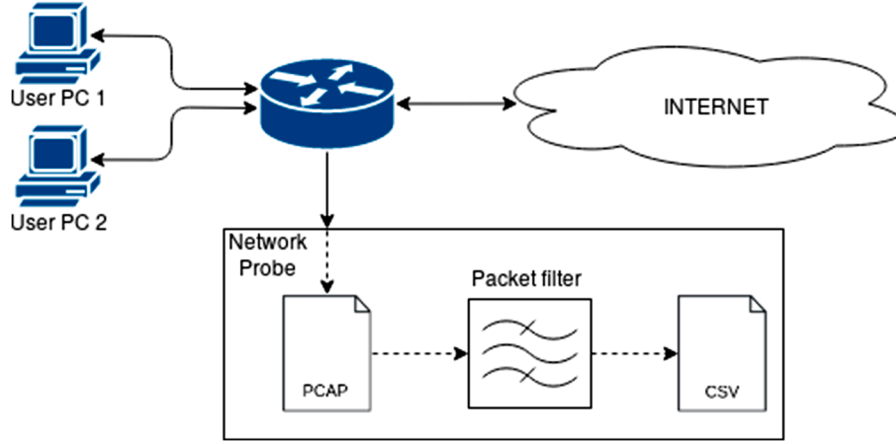 User PC 1
INTERNET
User PC 2
Network
Probe
Packet filter
PCAP
CSV